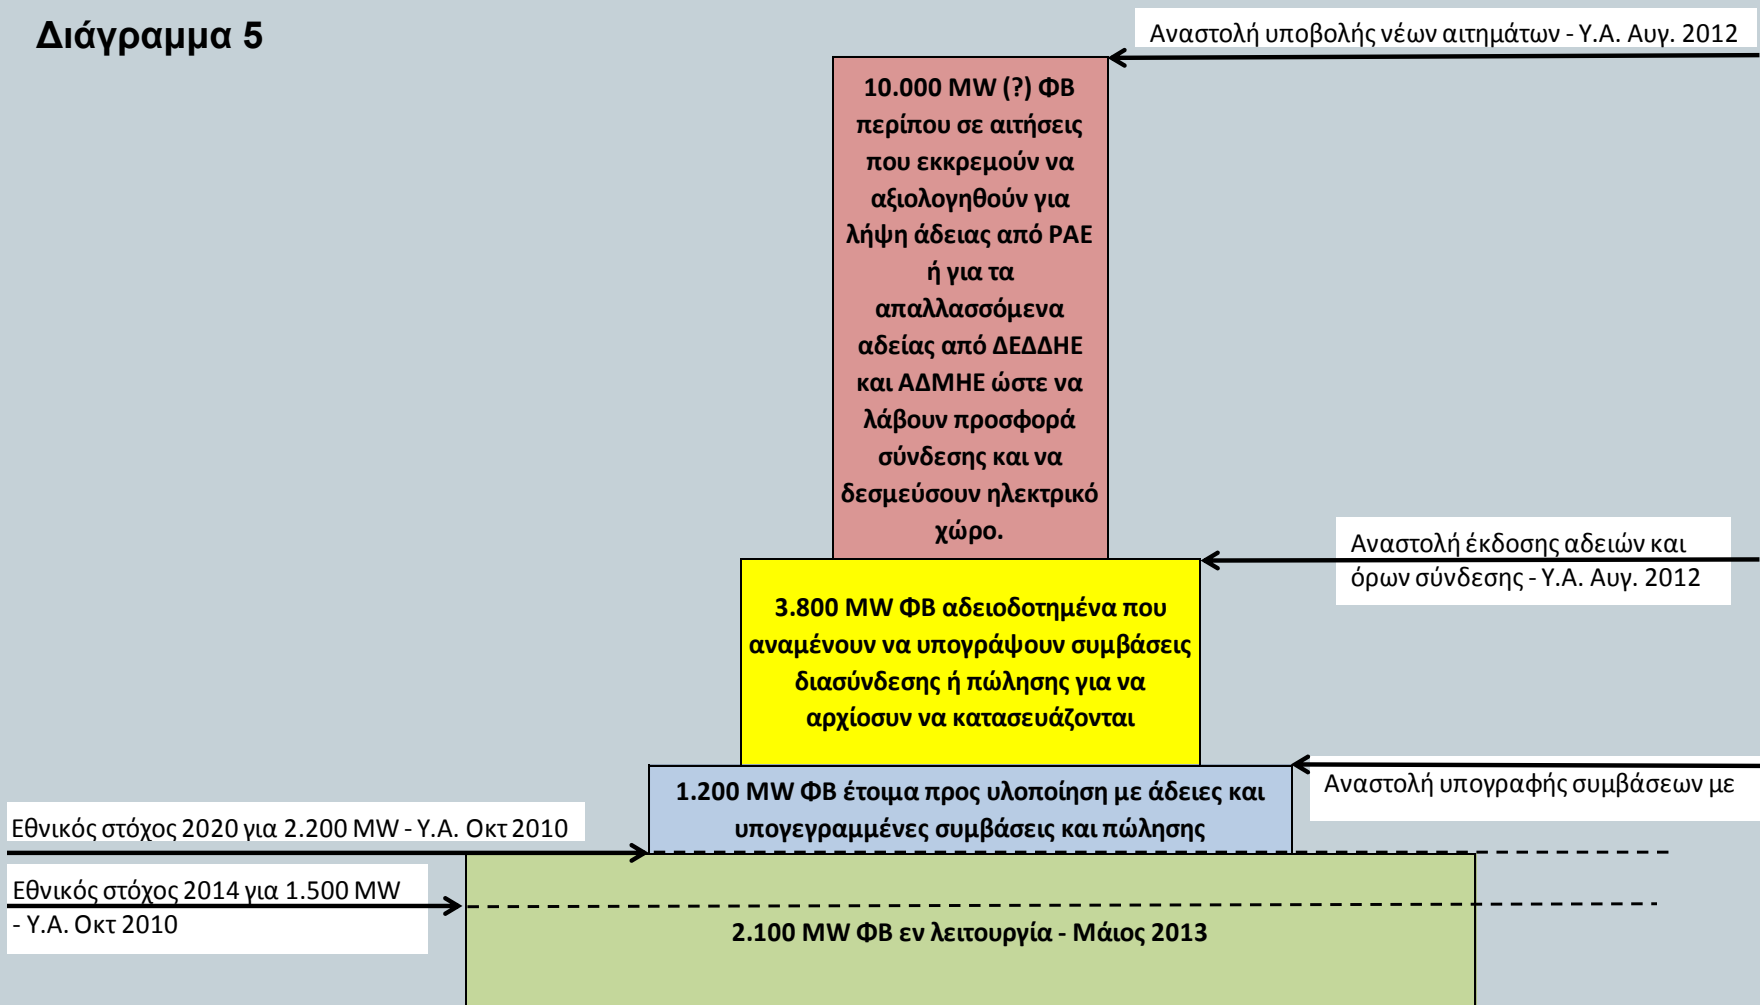 Διάγραμμα 5
Αναστολή υποβολής νέων αιτημάτων - Υ.Α. Αυγ. 2012
10.000 MW (?) ΦΒ
περίπου σε αιτήσεις
που εκκρεμούν να
αξιολογηθούν για
λήψη άδειας από ΡΑΕ
ή για τα
απαλλασσόμενα
αδείας από ΔΕΔΔΗΕ
και ΑΔΜΗΕ ώστε να
λάβουν προσφορά
σύνδεσης και να
δεσμεύσουν ηλεκτρικό
χώρο.
Αναστολή έκδοσης αδειών και
όρων σύνδεσης - Υ.Α. Αυγ. 2012
3.800 MW ΦΒ αδειοδοτημένα που
αναμένουν να υπογράψουν συμβάσεις
διασύνδεσης ή πώλησης για να
αρχίοσυν να κατασευάζονται
Αναστολή υπογραφής συμβάσεων με
1.200 MW ΦΒ έτοιμα προς υλοποίηση με άδειες και
υπογεγραμμένες συμβάσεις και πώλησης
Εθνικός στόχος 2020 για 2.200 MW - Υ.Α. Οκτ 2010
Εθνικός στόχος 2014 για 1.500 MW
- Υ.Α. Οκτ 2010
2.100 MW ΦΒ εν λειτουργία - Μάιος 2013